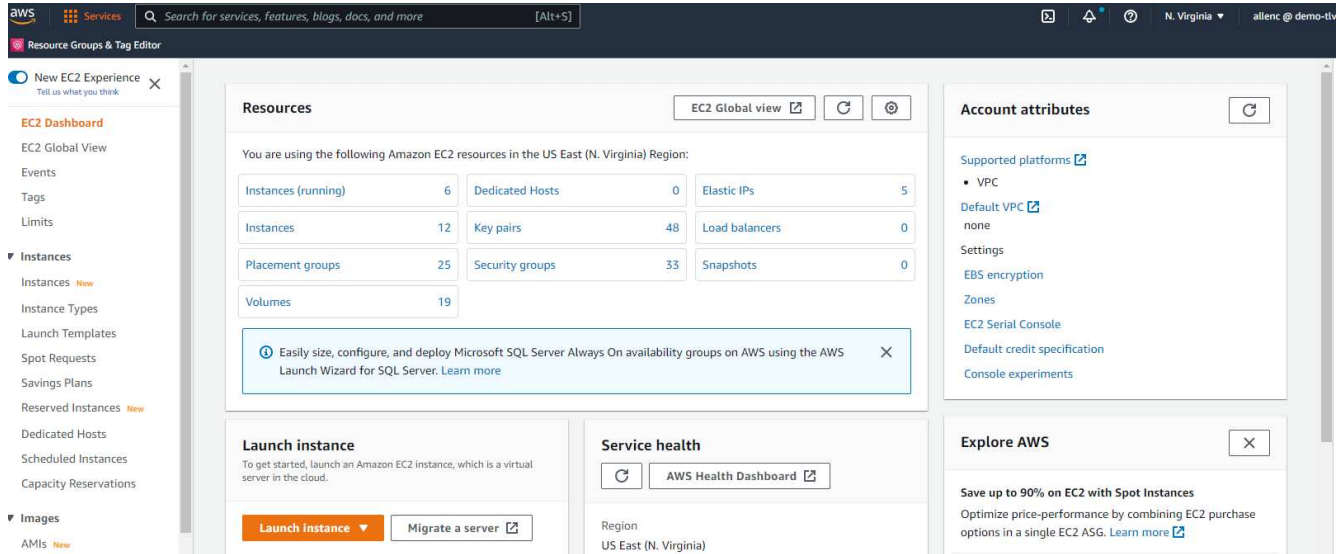 aws
Services
Search for services, features, blogs, docs, and more
[Alt+S]
N. Virginia
allenc @ demo-tlv
Resource Groups & Tag Editor
New EC2 Experience
Tell us what you think
EC2 Dashboard
EC2 Global View
Events
Tags
Limits
Instances
Instances New
Instance Types
Launch Templates
Spot Requests
Savings Plans
Reserved Instances New
Dedicated Hosts
Scheduled Instances
Capacity Reservations
Images
AMIs New
Resources
EC2 Global view
You are using the following Amazon EC2 resources in the US East (N. Virginia) Region:
Instances (running) 6
Dedicated Hosts 0
Elastic IPs 5
Instances 12
Key pairs 48
Load balancers 0
Placement groups 25
Security groups 33
Snapshots 0
Volumes 19
Easily size, configure, and deploy Microsoft SQL Server Always On availability groups on AWS using the AWS
Launch Wizard for SQL Server. Learn more
Launch instance
To get started, launch an Amazon EC2 instance, which is a virtual
server in the cloud.
Launch instance
Migrate a server
Service health
AWS Health Dashboard
Region
US East (N. Virginia)
Account attributes
Supported platforms
• VPC
Default VPC
none
Settings
EBS encryption
Zones
EC2 Serial Console
Default credit specification
Console experiments
Explore AWS
Save up to 90% on EC2 with Spot Instances
Optimize price-performance by combining EC2 purchase
options in a single EC2 ASG. Learn more